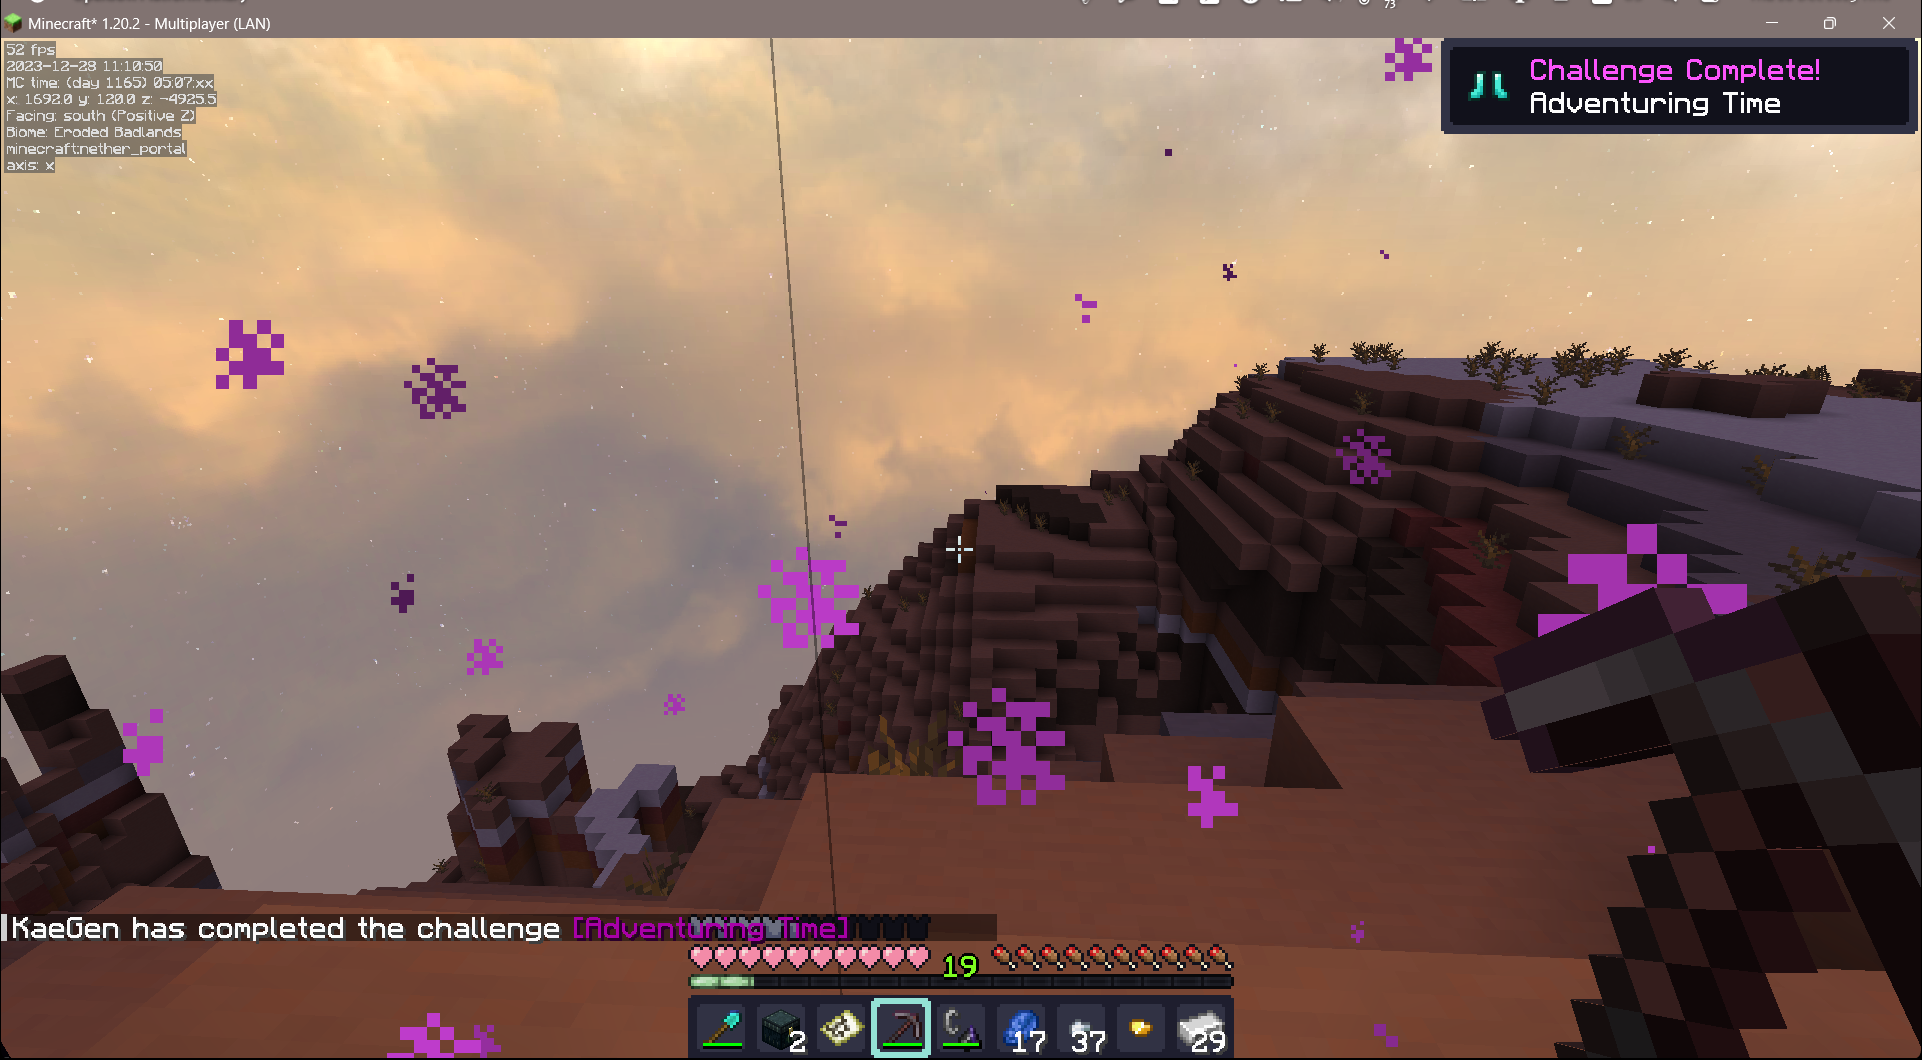 Minecraft* 1.20.2 - Multiplayer (LAN)
52 fps
2023-12-28 11:10:50
MC time: (day 1165) 05:07:xx
x: 1692.0 y: 120.0 z: -4925.5
Facing: south (Positive Z)
Biome: Eroded Badlands
minecraft:nether_portal
axis: x
Challenge Complete!
Adventuring Time
KaeGen has completed the challenge [Adventuring Time]
19
2 17 37 29